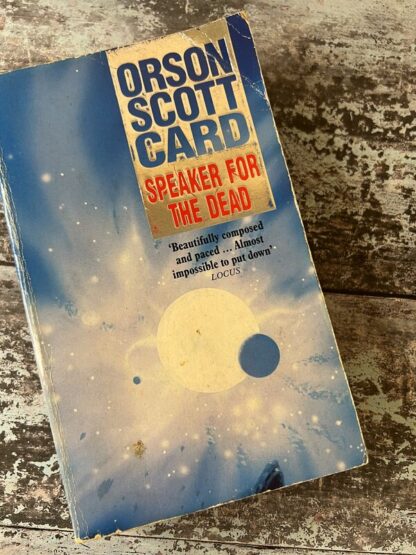 ORSON
SCOTT
CARD
SPEAKER FOR
THE DEAD
'Beautifully composed
and paced ... Almost
impossible to put down'
LOCUS